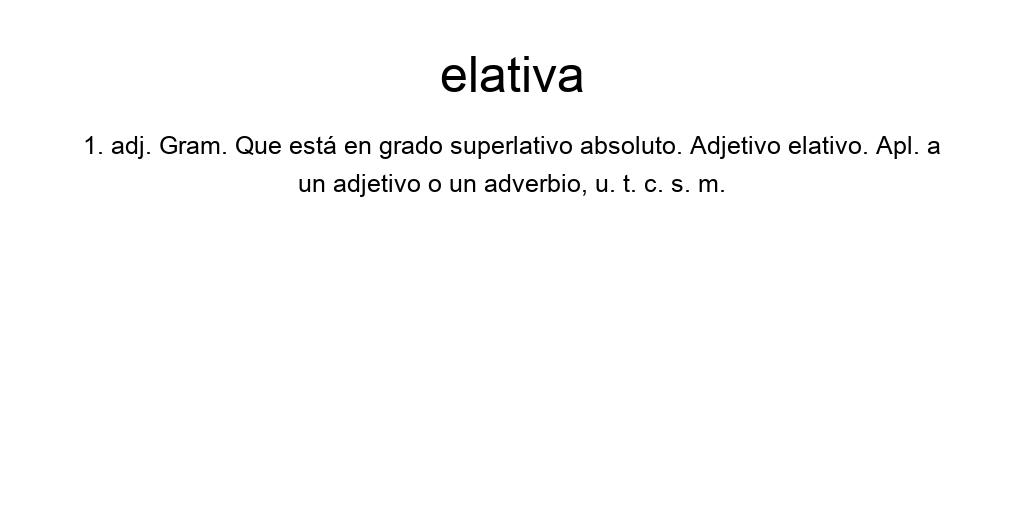 elativa
1. adj. Gram. Que está en grado superlativo absoluto. Adjetivo elativo. Apl. a
un adjetivo o un adverbio, u. t. c. s. m.